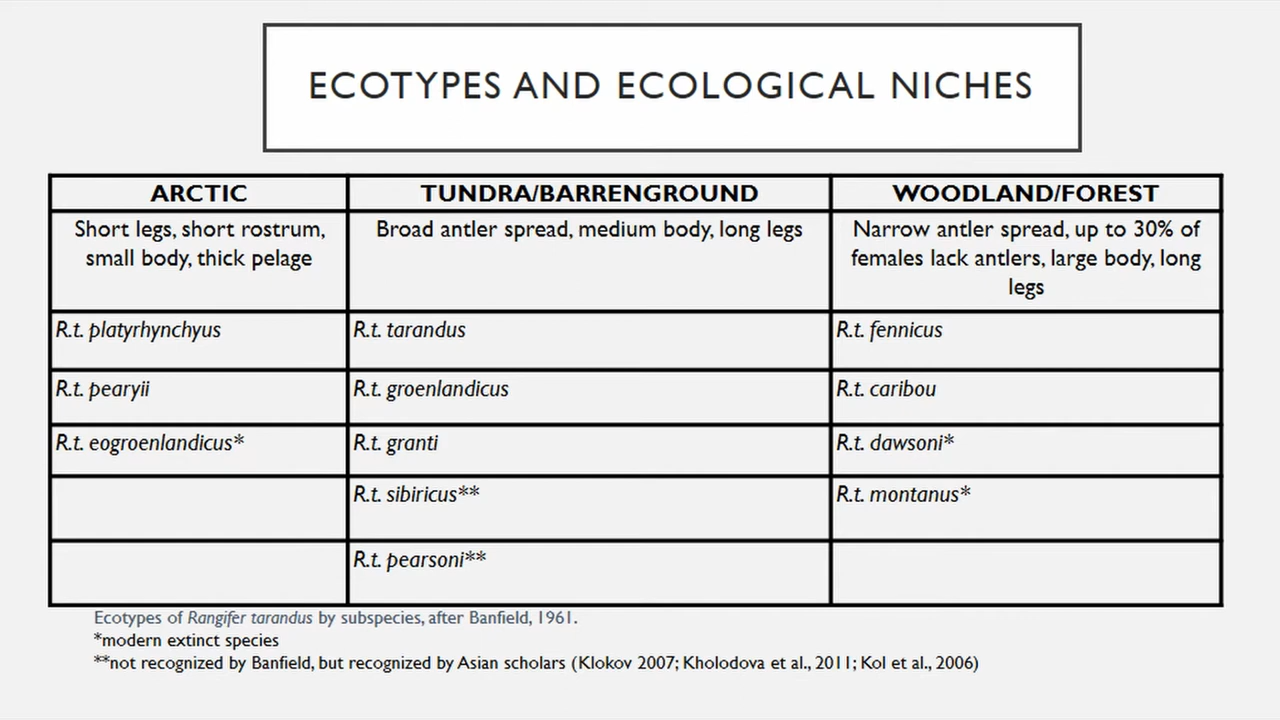 ECOTYPES AND ECOLOGICAL NICHES
ARCTIC
TUNDRA/BARRENGROUND
WOODLAND/FOREST
Short legs, short rostrum,
small body, thick pelage
Broad antler spread, medium body, long legs
Narrow antler spread, up to 30% of
females lack antlers, large body, long
legs
R.t. platyrhynchyus
R.t. tarandus
R.t. fennicus
R.t. pearyii
R.t. groenlandicus
R.t. caribou
R.t. eogroenlandicus*
R.t. granti
R.t. dawsoni*
R.t. sibiricus**
R.t. montanus*
R.t. pearsoni**
Ecotypes of Rangifer tarandus by subspecies, after Banfield, 1961.
*modern extinct species
**not recognized by Banfield, but recognized by Asian scholars (Klokov 2007; Kholodova et al., 2011; Kol et al., 2006)